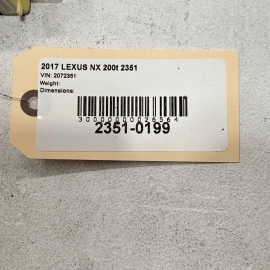 2017 LEXUS NX 200t 2351
VIN: 2072351
Weight:
Dimensions:
3000000026564
2351-0199